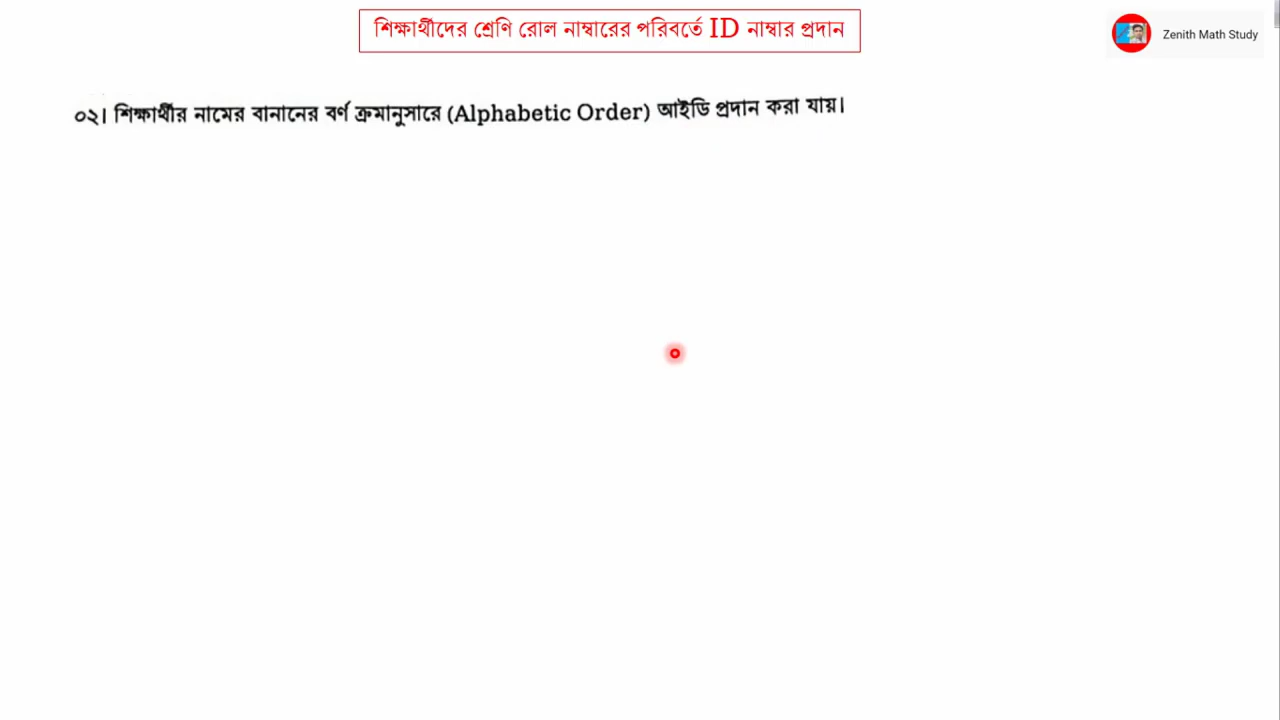 শিক্ষার্থীদের শ্রেণি রোল নাম্বারের পরিবর্তে ID নাম্বার প্রদান
Zenith Math Study
০২। শিক্ষার্থীর নামের বানানের বর্ণ ক্রমানুসারে (Alphabetic Order) আইডি প্রদান করা যায়।